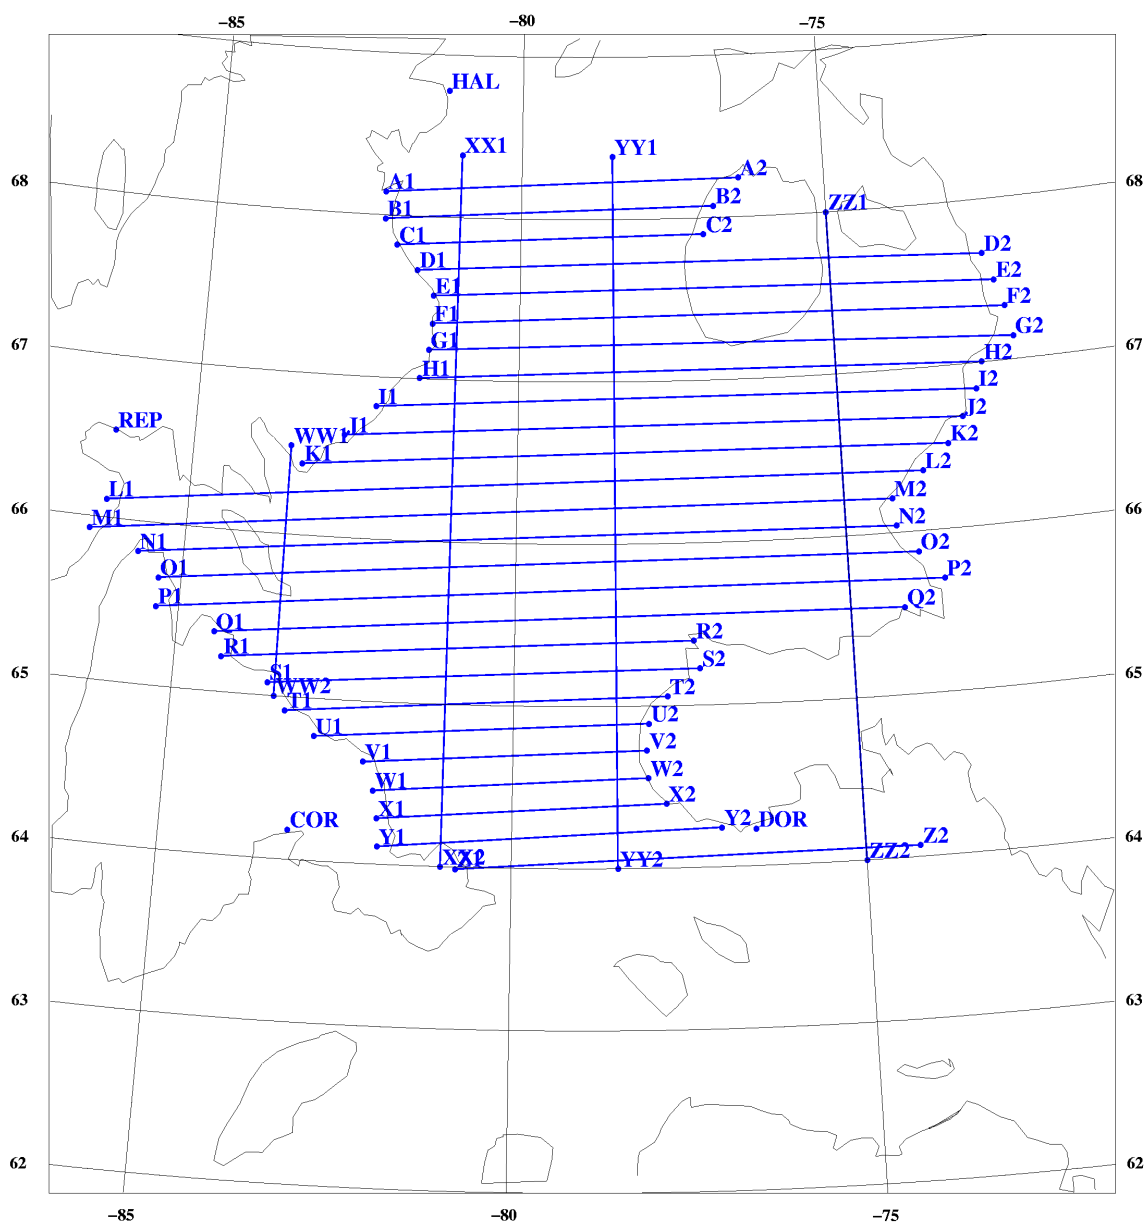 −85 −80 −75
HAL
XX1 YY1
68 A1 A2 68
B1 B2 ZZ1
C1 C2
D1 D2
E1 E2
F1 F2
G1 G2
67 H1 H2 67
I1 I2
REP J1 J2
WW1 K1 K2
L1 L2
66 M1 M2 66
N1 N2
O1 O2
P1 P2
Q1 Q2
R1 R2
65 S1 S2 65
WW2 T1 T2
U1 U2
V1 V2
W1 W2
X1 X2
COR DOR
64 Y1 Y2 Z2 64
XX2 Z1 YY2 ZZ2
63 63
62 62
−85 −80 −75